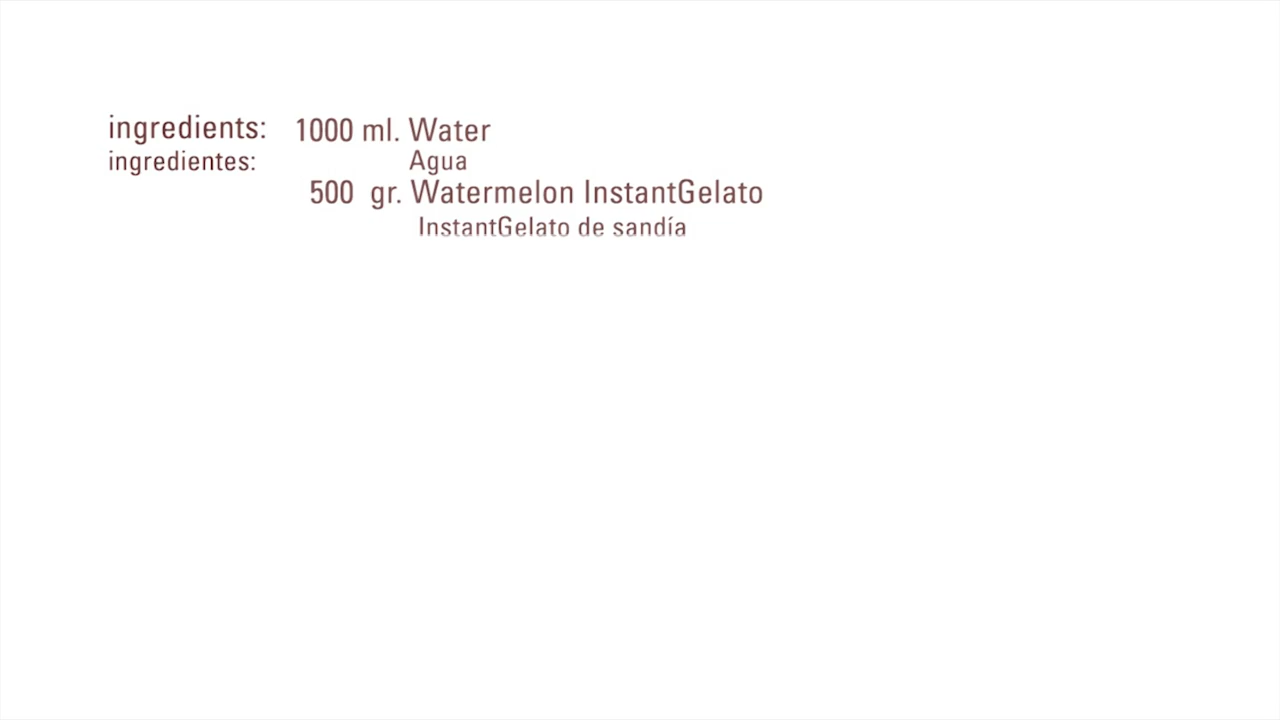 ingredients: 1000 ml. Water
ingredientes: Agua
500 gr. Watermelon InstantGelato
InstantGelato de sandía